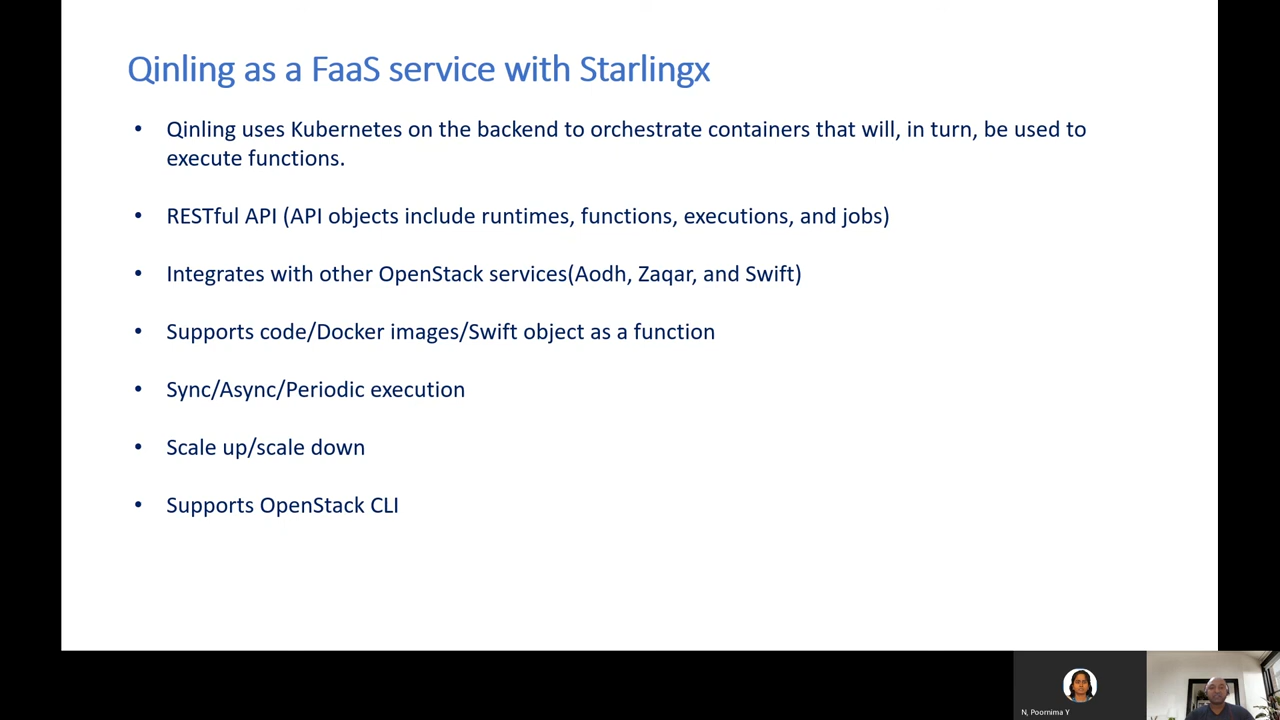 Qinling as a FaaS service with Starlingx
• Qinling uses Kubernetes on the backend to orchestrate containers that will, in turn, be used to
execute functions.
• RESTful API (API objects include runtimes, functions, executions, and jobs)
• Integrates with other OpenStack services(Aodh, Zaqar, and Swift)
• Supports code/Docker images/Swift object as a function
• Sync/Async/Periodic execution
• Scale up/scale down
• Supports OpenStack CLI
N, Poornima Y